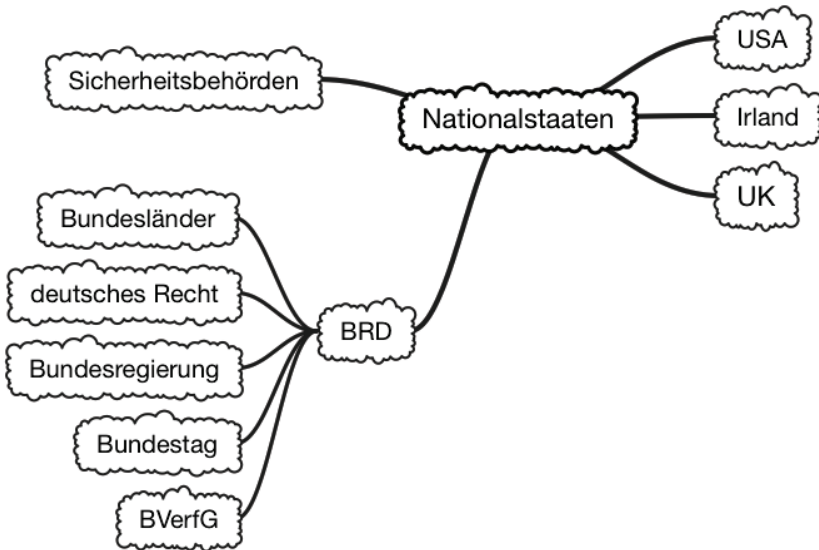 USA
Sicherheitsbehörden
Nationalstaaten
Irland
UK
Bundesländer
deutsches Recht
BRD
Bundesregierung
Bundestag
BVerfG